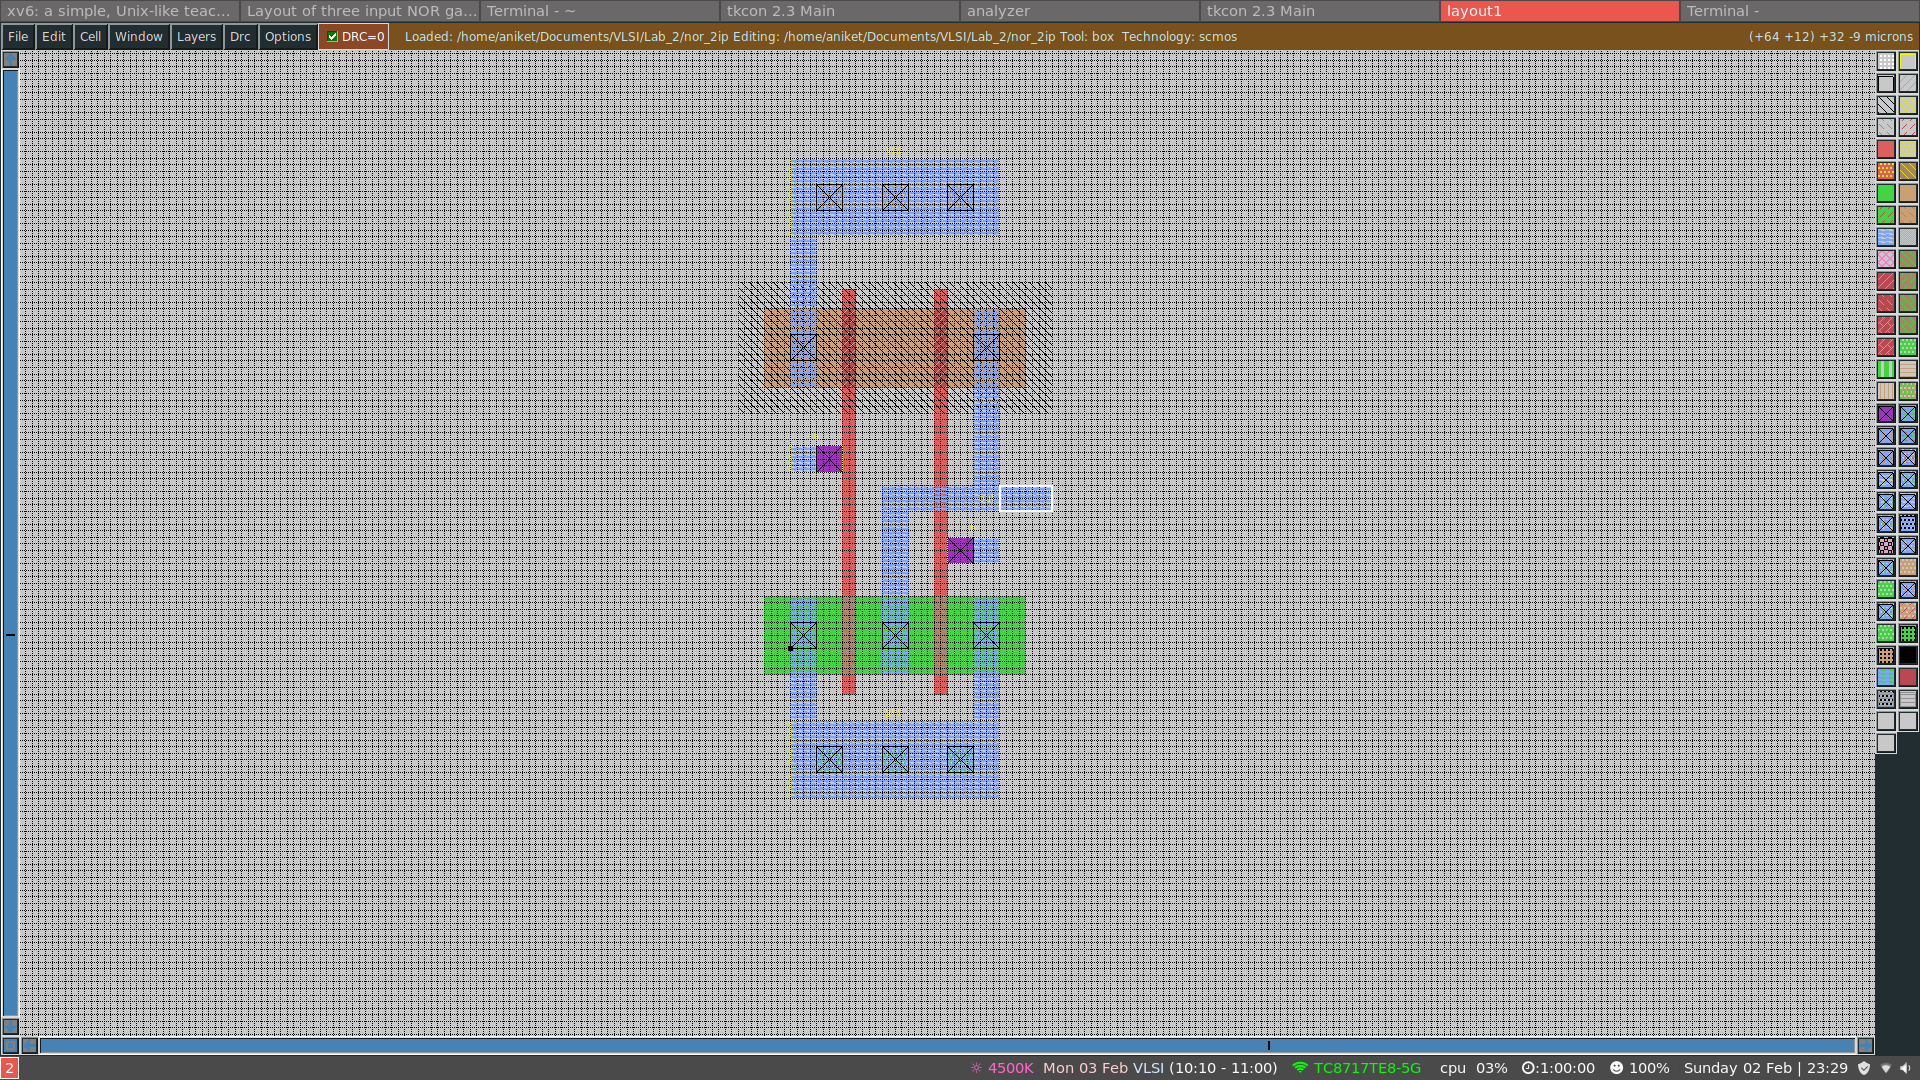 xv6: a simple, Unix-like teac... Layout of three input NOR ga... Terminal - ~ tkcon 2.3 Main analyzer tkcon 2.3 Main layout1 Terminal -
File Edit Cell Window Layers Drc Options DRC=0 Loaded: /home/aniket/Documents/VLSI/Lab_2/nor_2ip Editing: /home/aniket/Documents/VLSI/Lab_2/nor_2ip Tool: box Technology: scmos (+64 +12) +32 -9 microns
2 4500K Mon 03 Feb VLSI (10:10 - 11:00) TC8717TE8-5G cpu 03% 1:00:00 100% Sunday 02 Feb | 23:29